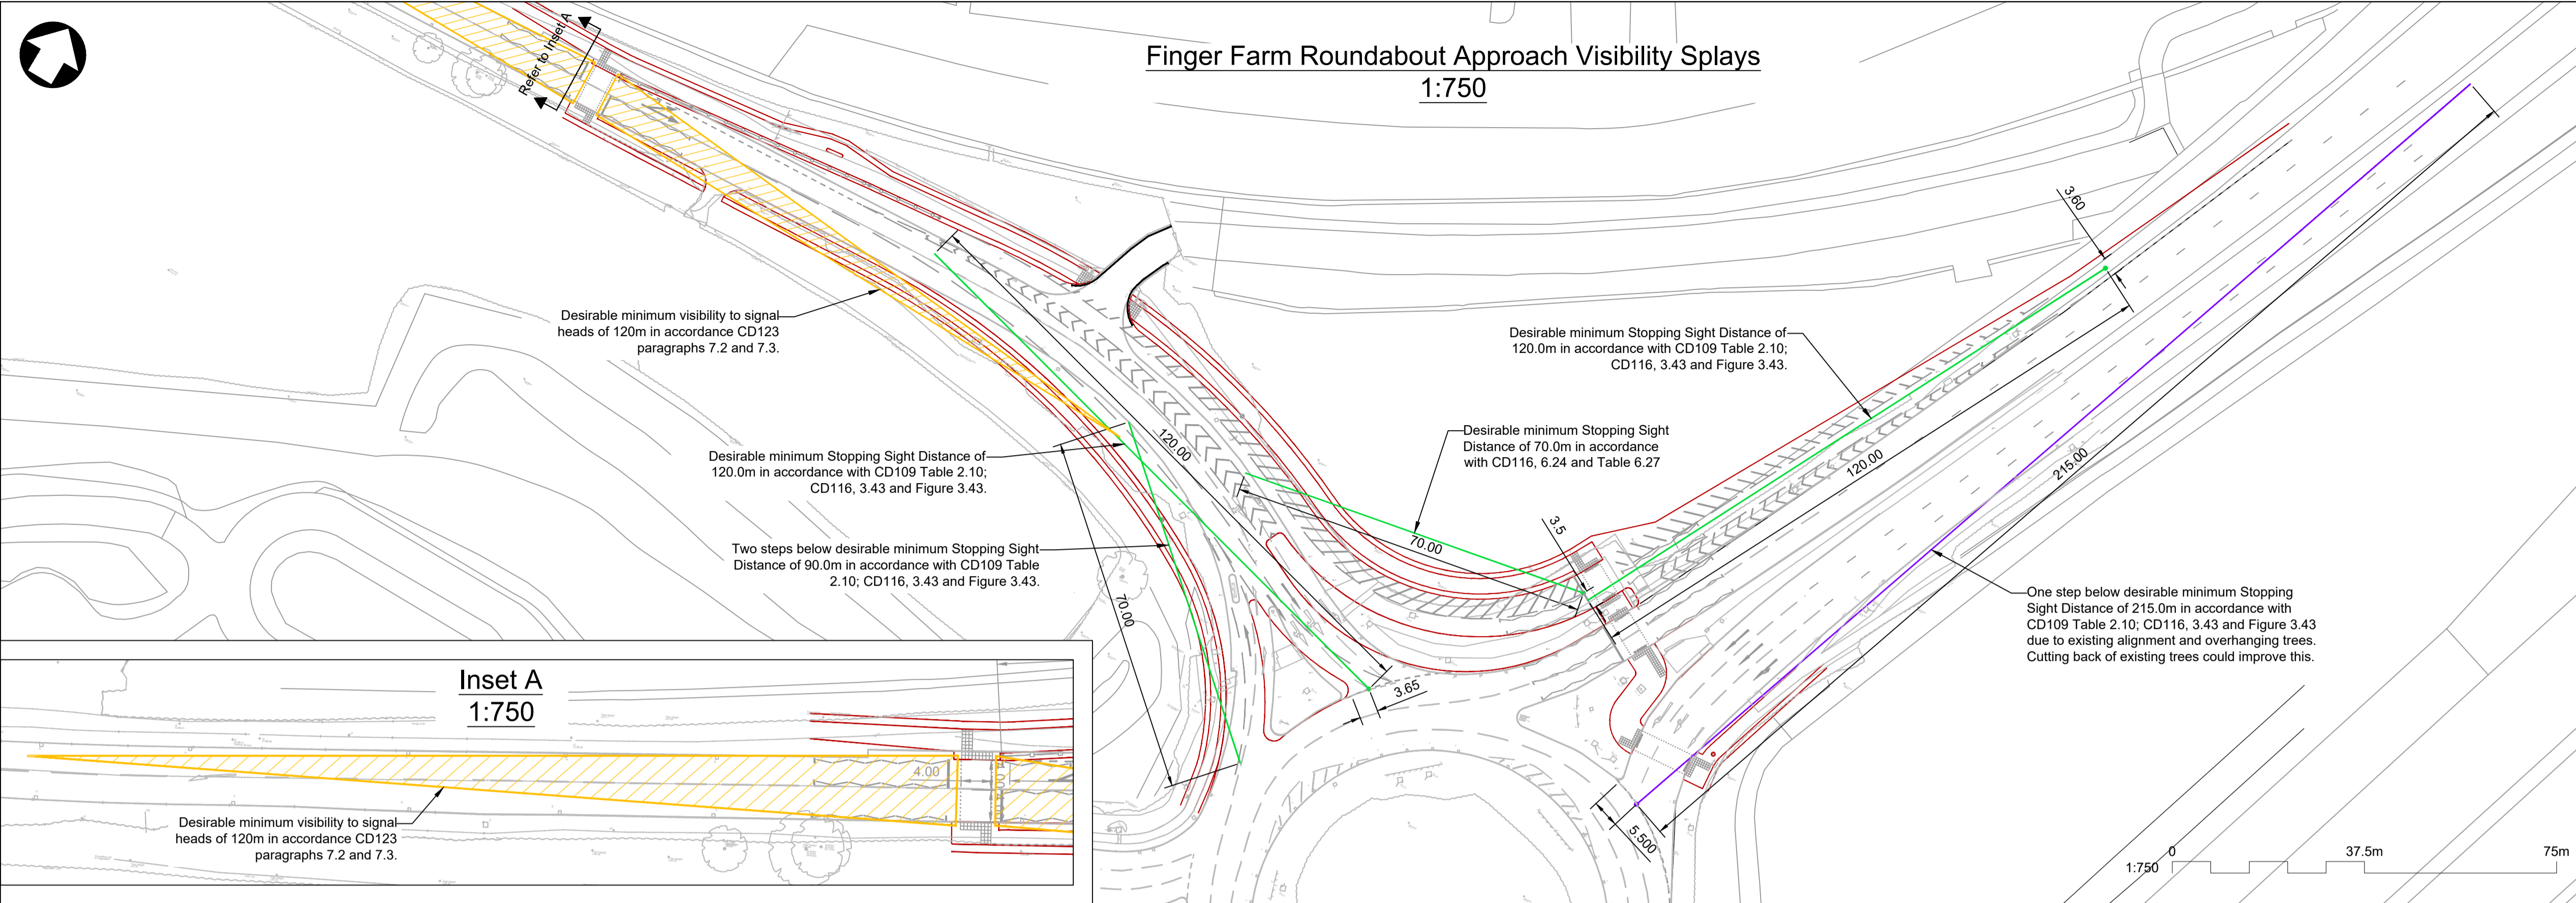 Finger Farm Roundabout Approach Visibility Splays
1:750
Refer to Inset A
3.60
Desirable minimum visibility to signal
heads of 120m in accordance CD123
paragraphs 7.2 and 7.3.
Desirable minimum Stopping Sight Distance of
120.0m in accordance with CD109 Table 2.10;
CD116, 3.43 and Figure 3.43.
Desirable minimum Stopping Sight
Distance of 70.0m in accordance
with CD116, 6.24 and Table 6.27
120.00
Desirable minimum Stopping Sight Distance of
120.0m in accordance with CD109 Table 2.10;
CD116, 3.43 and Figure 3.43.
120.00
215.00
3.5
70.00
Two steps below desirable minimum Stopping Sight
Distance of 90.0m in accordance with CD109 Table
2.10; CD116, 3.43 and Figure 3.43.
70.00
One step below desirable minimum Stopping
Sight Distance of 215.0m in accordance with
CD109 Table 2.10; CD116, 3.43 and Figure 3.43
due to existing alignment and overhanging trees.
Cutting back of existing trees could improve this.
3.65
5.500
Inset A
1:750
4.00
Desirable minimum visibility to signal
heads of 120m in accordance CD123
paragraphs 7.2 and 7.3.
0
37.5m
75m
1:750